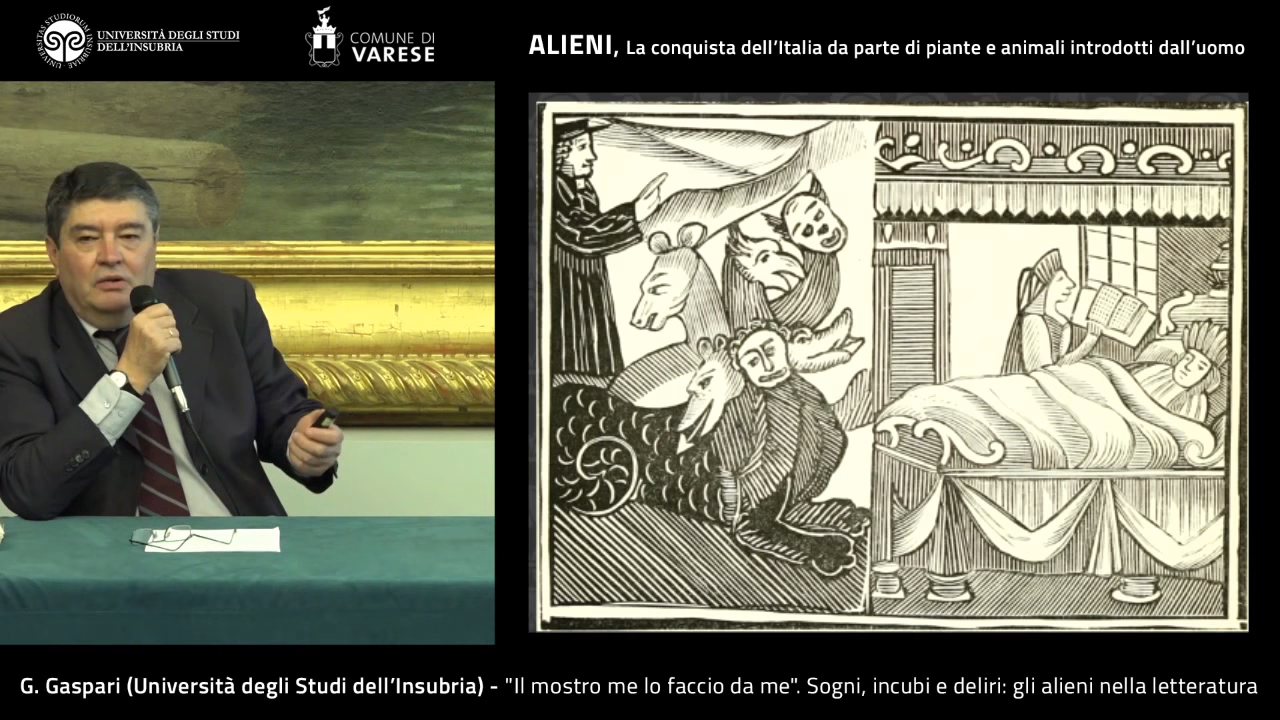 UNIVERSITÀ DEGLI STUDI
DELL'INSUBRIA
COMUNE DI
VARESE
ALIENI, La conquista dell'Italia da parte di piante e animali introdotti dall'uomo
G. Gaspari (Università degli Studi dell'Insubria) - "Il mostro me lo faccio da me". Sogni, incubi e deliri: gli alieni nella letteratura